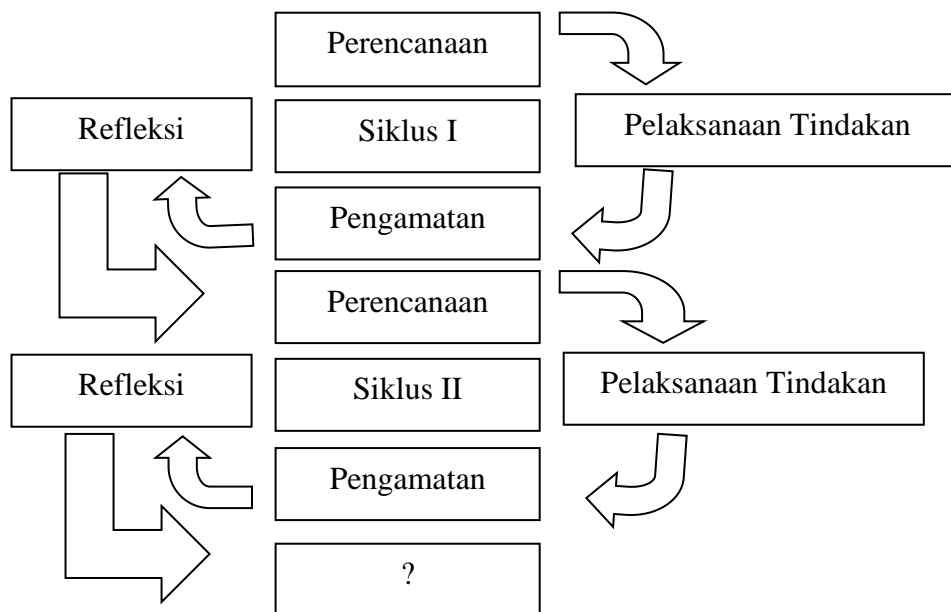 Perencanaan
Refleksi
Siklus I
Pelaksanaan Tindakan
Pengamatan
Perencanaan
Refleksi
Siklus II
Pelaksanaan Tindakan
Pengamatan
?